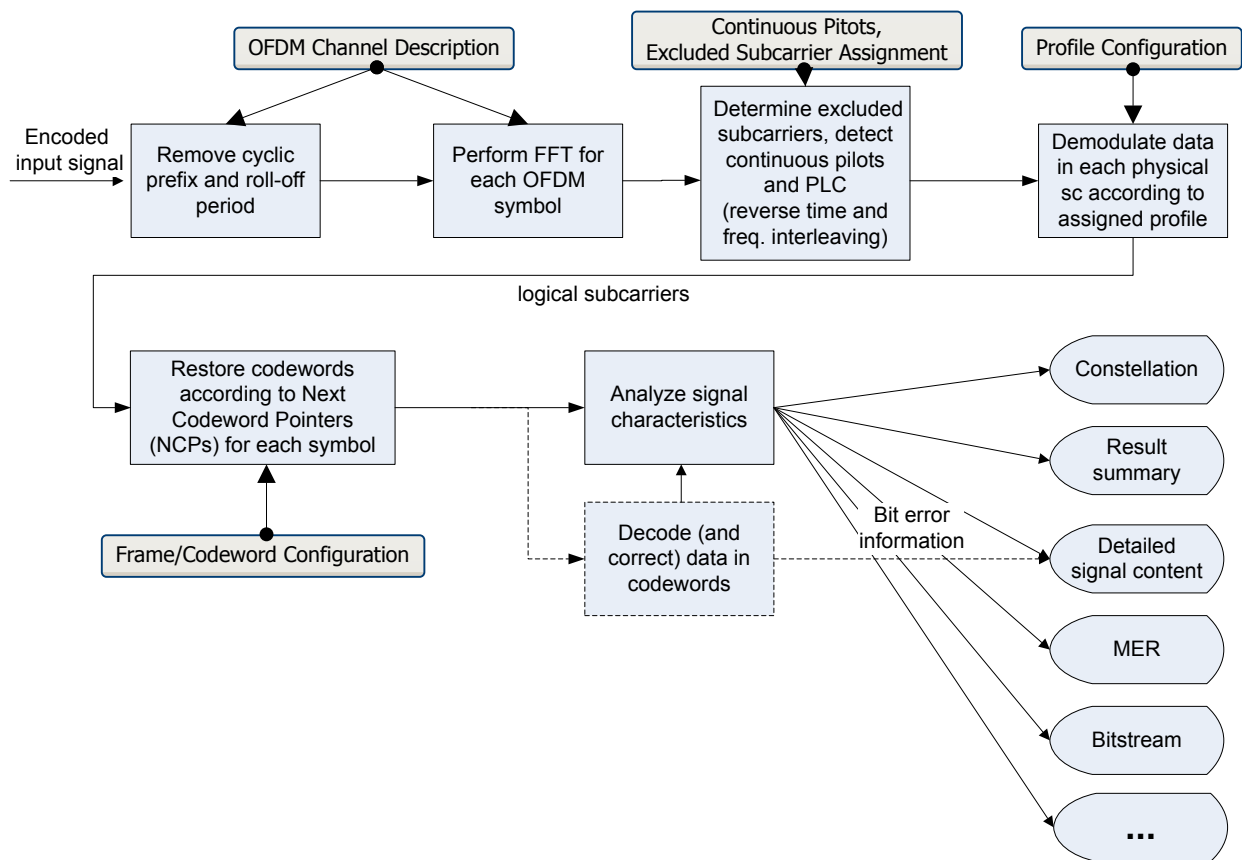 OFDM Channel Description
Continuous Pitots,
Excluded Subcarrier Assignment
Profile Configuration
Encoded
input signal
Remove cyclic
prefix and roll-off
period
Perform FFT for
each OFDM
symbol
Determine excluded
subcarriers, detect
continuous pilots
and PLC
(reverse time and
freq. interleaving)
Demodulate data
in each physical
sc according to
assigned profile
logical subcarriers
Restore codewords
according to Next
Codeword Pointers
(NCPs) for each symbol
Analyze signal
characteristics
Constellation
Result
summary
Bit error
information
Frame/Codeword Configuration
Decode (and
correct) data in
codewords
Detailed
signal content
MER
Bitstream
...